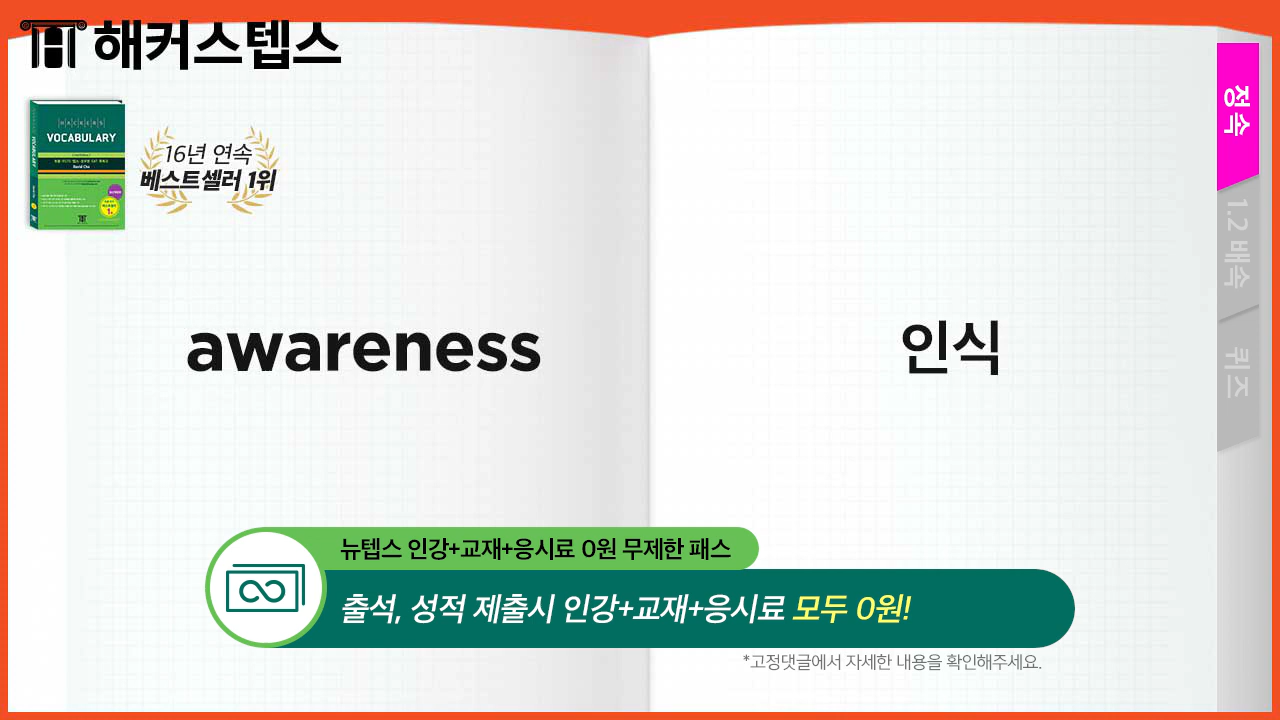 해커스텝스
HACKERS
VOCABULARY
David Cho
VOCABULARY
16년 연속
베스트셀러 1위
awareness
인식
정속
1.2 배속
퀴즈
뉴텝스 인강+교재+응시료 0원 무제한 패스
출석, 성적 제출시 인강+교재+응시료 모두 0원!
*고정댓글에서 자세한 내용을 확인해주세요.